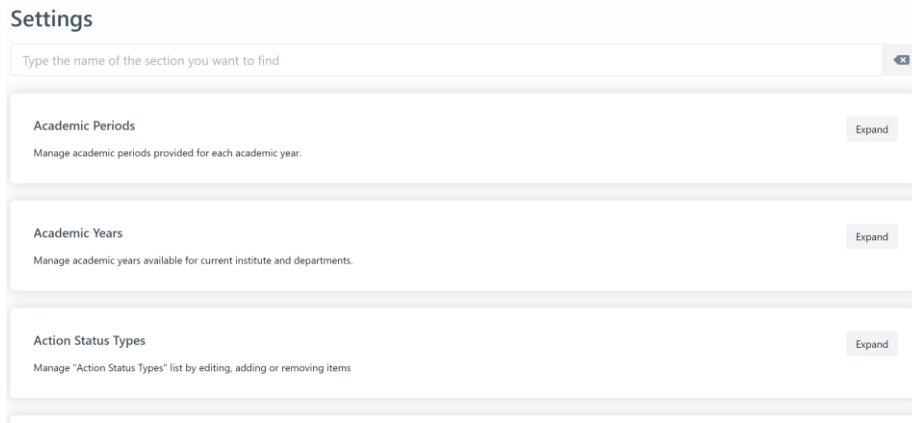 Settings
Type the name of the section you want to find
Academic Periods
Expand
Manage academic periods provided for each academic year.
Academic Years
Expand
Manage academic years available for current institute and departments.
Action Status Types
Expand
Manage "Action Status Types" list by editing, adding or removing items